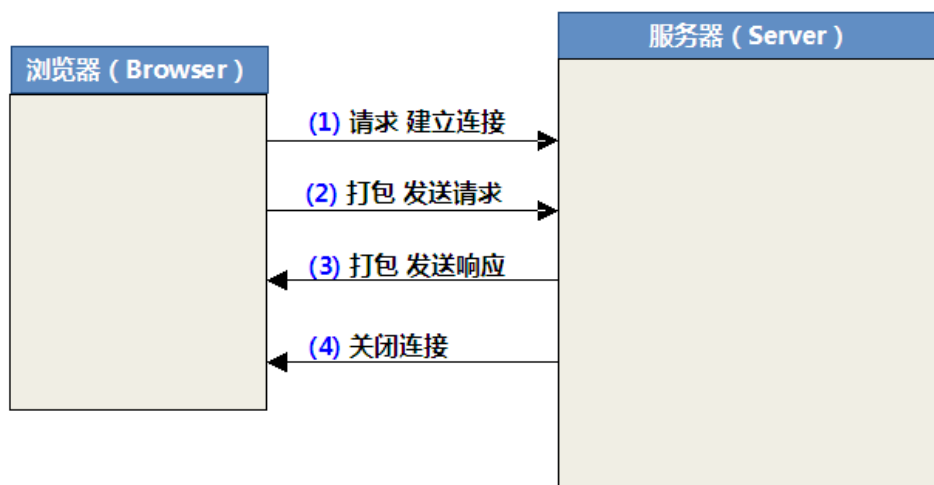 服务器（Server）
浏览器（Browser）
(1) 请求 建立连接
(2) 打包 发送请求
(3) 打包 发送响应
(4) 关闭连接